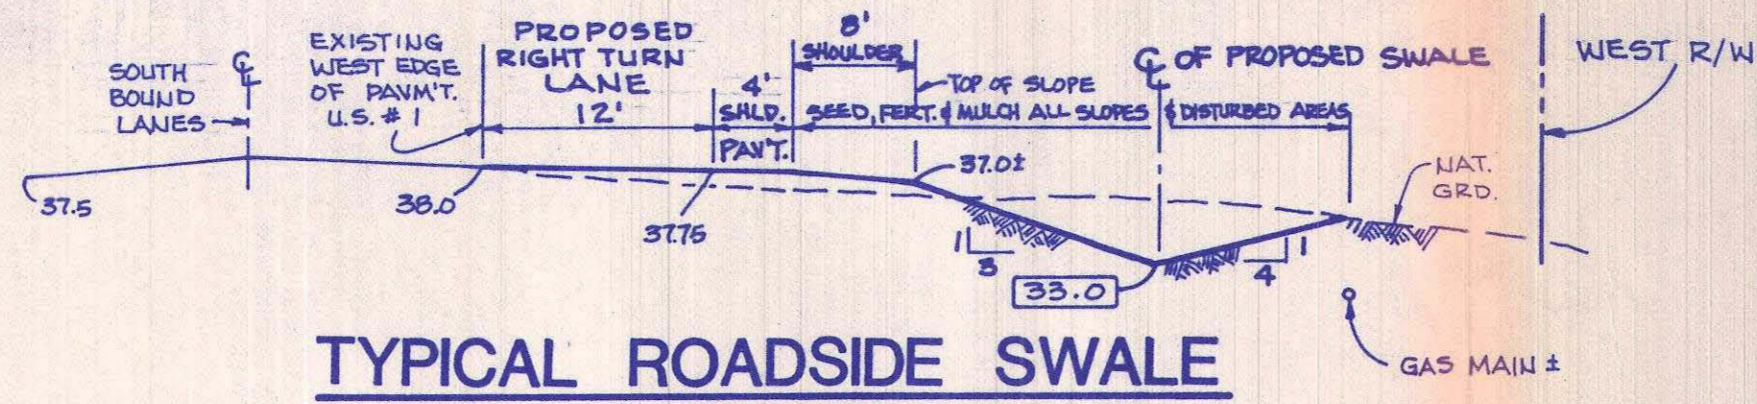 SOUTH
BOUND
LANES
℄
EXISTING
WEST EDGE
OF PAVM'T.
U.S. # 1
PROPOSED
RIGHT TURN
LANE
12'
4'
SHLD.
PAV'T.
8'
SHOULDER
TOP OF SLOPE
SEED, FERT. & MULCH ALL SLOPES & DISTURBED AREAS
℄ OF PROPOSED SWALE
WEST R/W
37.5
38.0
37.75
37.0±
1
3
33.0
1
4
NAT.
GRD.
GAS MAIN ±
TYPICAL ROADSIDE SWALE